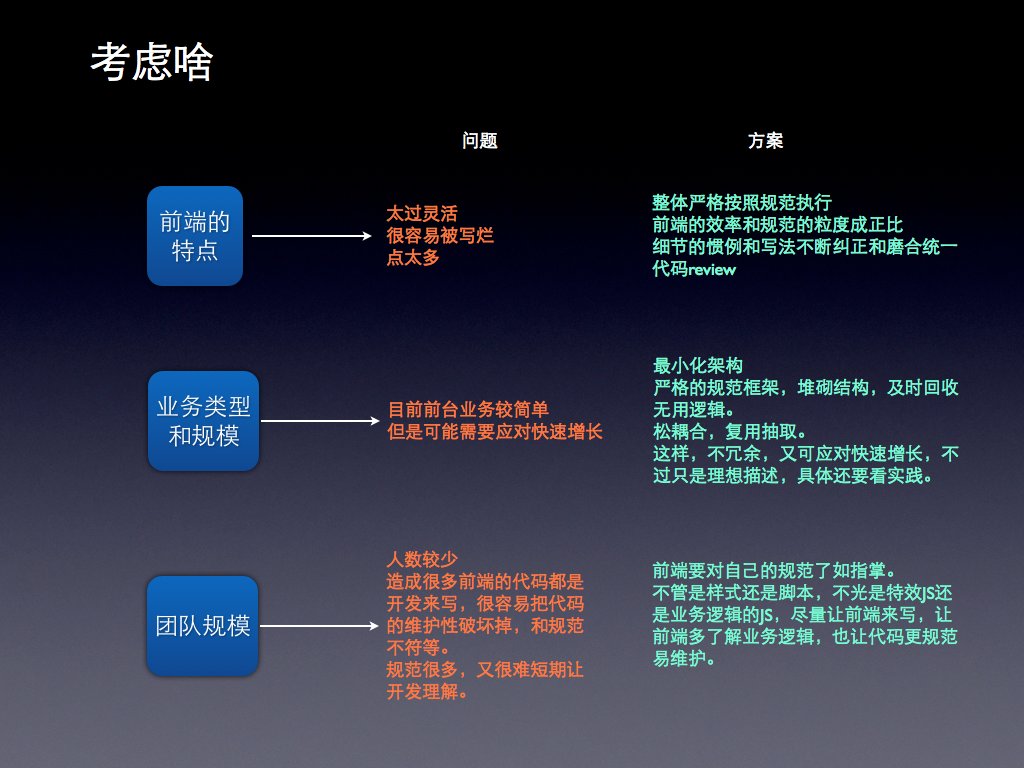 考虑啥
问题
方案
前端的
特点
太过灵活
很容易被写烂
点太多
整体严格按照规范执行
前端的效率和规范的粒度成正比
细节的惯例和写法不断纠正和磨合统一
代码review
业务类型
和规模
目前前台业务较简单
但是可能需要应对快速增长
最小化架构
严格的规范框架，堆砌结构，及时回收
无用逻辑。
松耦合，复用抽取。
这样，不冗余，又可应对快速增长，不
过只是理想描述，具体还要看实践。
团队规模
人数较少
造成很多前端的代码都是
开发来写，很容易把代码
的维护性破坏掉，和规范
不符等。
规范很多，又很难短期让
开发理解。
前端要对自己的规范了如指掌。
不管是样式还是脚本，不光是特效JS还
是业务逻辑的JS，尽量让前端来写，让
前端多了解业务逻辑，也让代码更规范
易维护。